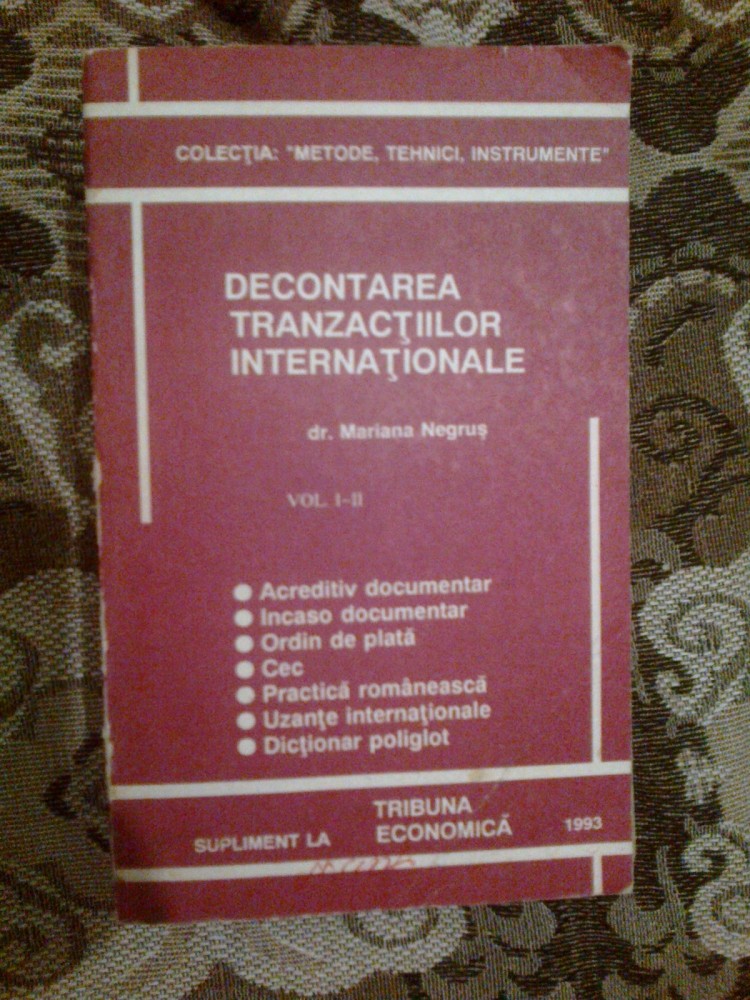 COLECŢIA: "METODE, TEHNICI, INSTRUMENTE"
DECONTAREA
TRANZACŢIILOR
INTERNAŢIONALE
dr. Mariana Negruş
VOL. I-II
● Acreditiv documentar
● Incaso documentar
● Ordin de plată
● Cec
● Practică românească
● Uzanţe internaţionale
● Dicţionar poliglot
SUPLIMENT LA TRIBUNA ECONOMICĂ 1993